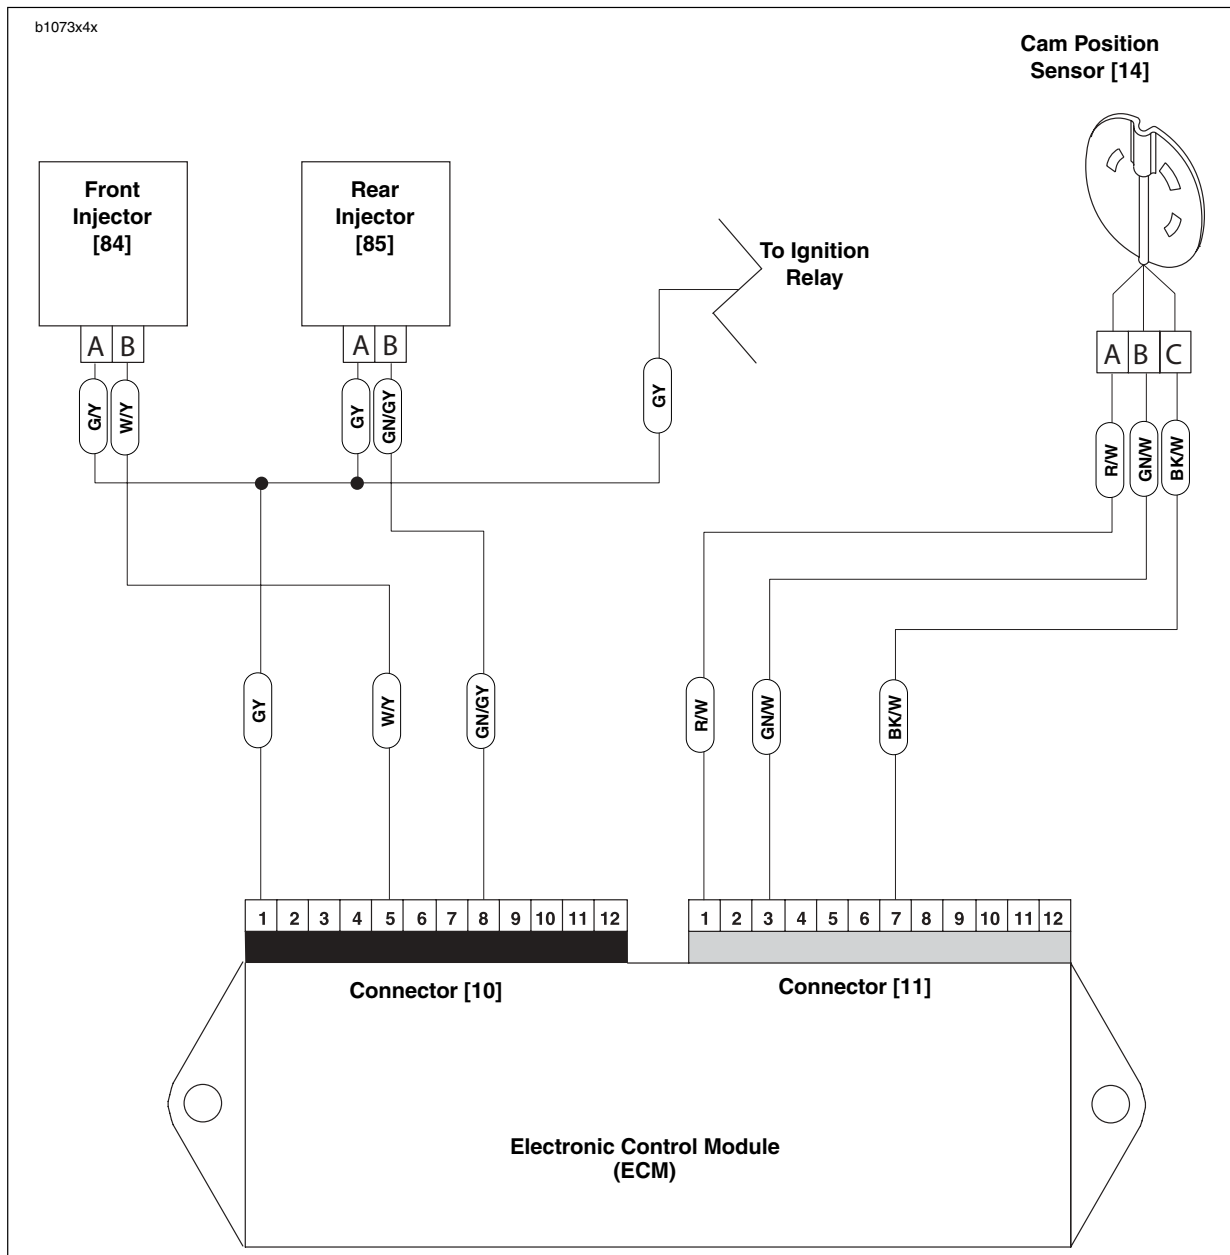 b1073x4x
Cam Position
Sensor [14]
Front
Injector
[84]
Rear
Injector
[85]
To Ignition
Relay
A B
A B
A B C
G/Y
W/Y
GY
GN/GY
GY
R/W
GN/W
BK/W
GY
W/Y
GN/GY
R/W
GN/W
BK/W
1 2 3 4 5 6 7 8 9 10 11 12
1 2 3 4 5 6 7 8 9 10 11 12
Connector [10]
Connector [11]
Electronic Control Module
(ECM)